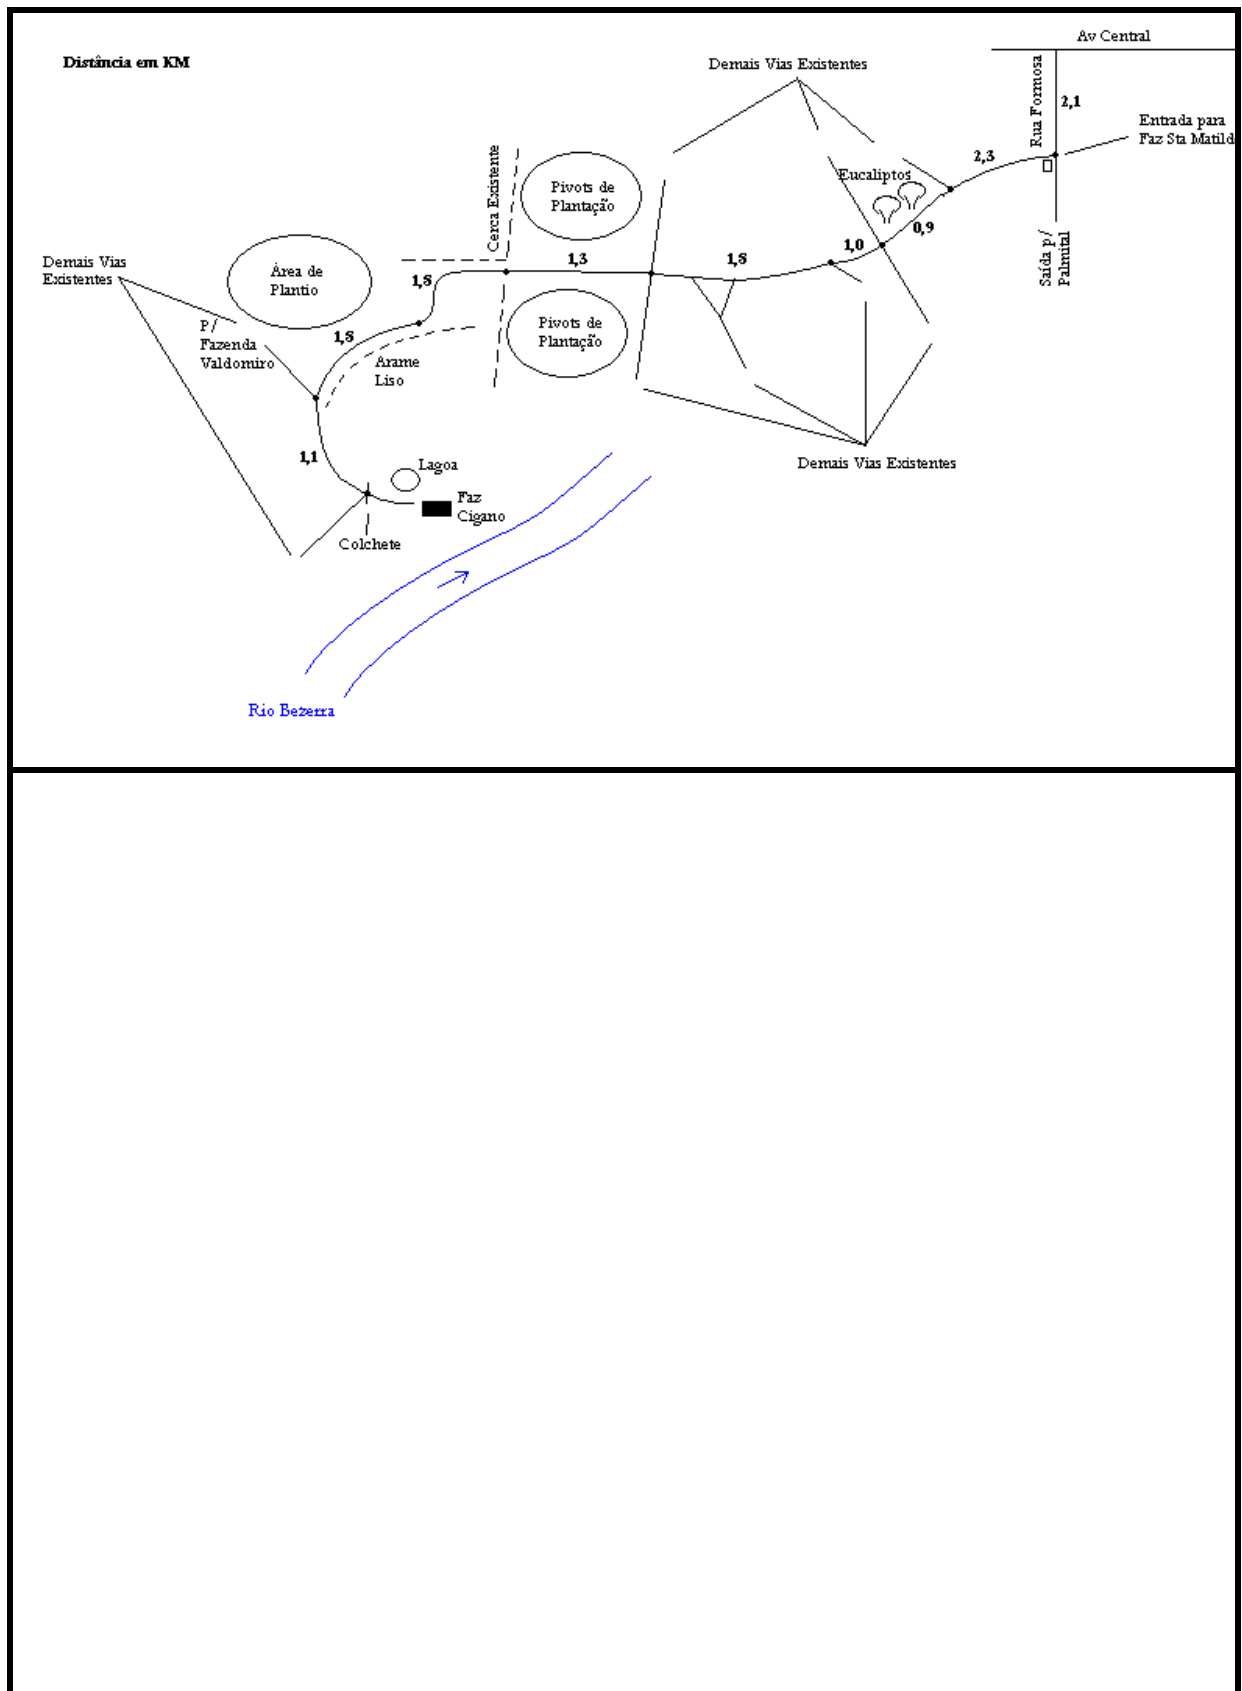 Av Central
Distância em KM
Demais Vias Existentes
Rua Formosa
2,1
Entrada para
Faz Sta Matild
2,3
Cerca Existente
Pivots de
Plantação
Eucaliptos
0,9
1,0
Saída p/
Palmital
Demais Vias
Existentes
Área de
Plantio
1,8
1,3
1,8
P/
Fazenda
Valdomiro
1,8
Arame
Liso
Pivots de
Plantação
1,1
Lagoa
Demais Vias Existentes
Faz
Cigano
Colchete
Rio Bezerra